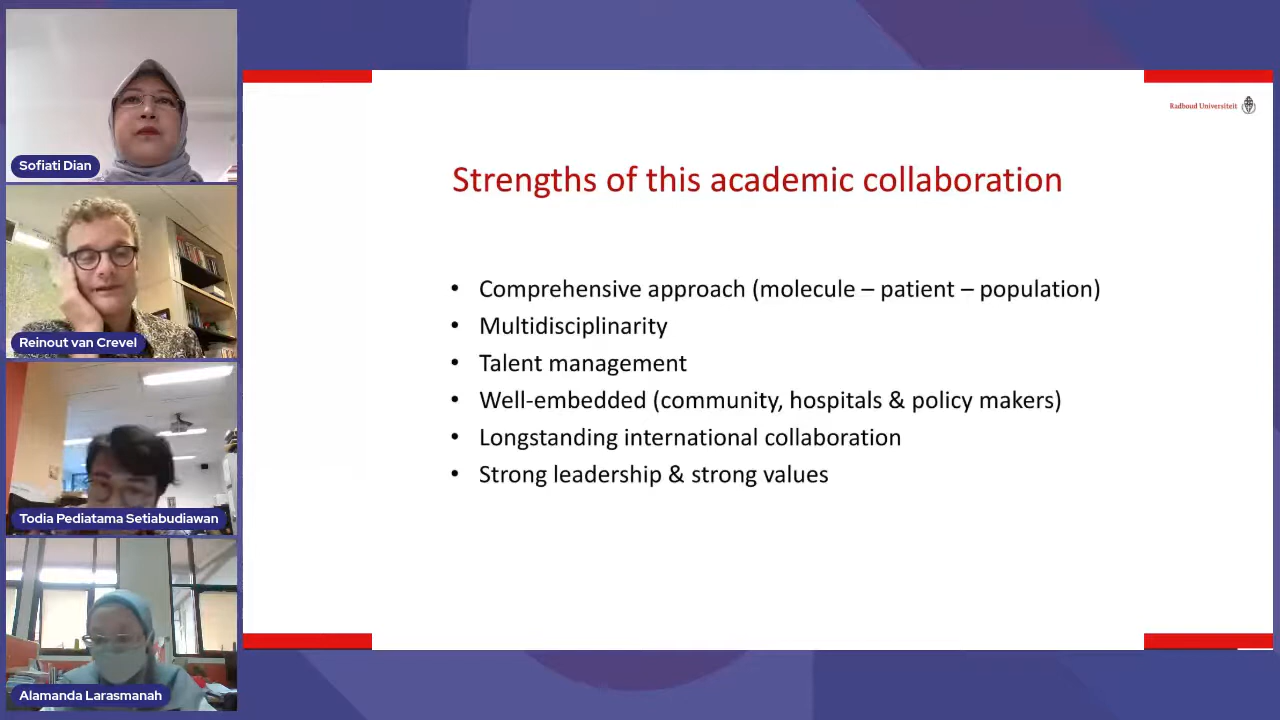 Sofiati Dian
Reinout van Crevel
Todia Pediatama Setiabudiawan
Alamanda Larasmanah
Radboud Universiteit
Strengths of this academic collaboration
• Comprehensive approach (molecule – patient – population)
• Multidisciplinarity
• Talent management
• Well-embedded (community, hospitals & policy makers)
• Longstanding international collaboration
• Strong leadership & strong values